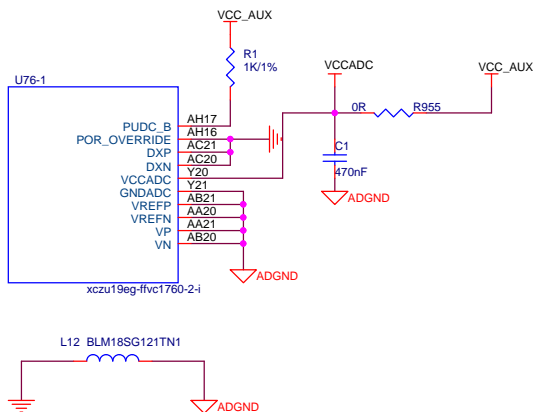 VCC_AUX
R1
1K/1%
VCCADC
VCC_AUX
U76-1
0R
R955
PUDC_B
AH17
POR_OVERRIDE
AH16
DXP
AC21
DXN
AC20
VCCADC
Y20
GNDADC
Y21
VREFP
AB21
VREFN
AA20
VP
AA21
VN
AB20
C1
470nF
ADGND
ADGND
xczu19eg-ffvc1760-2-i
L12 BLM18SG121TN1
ADGND